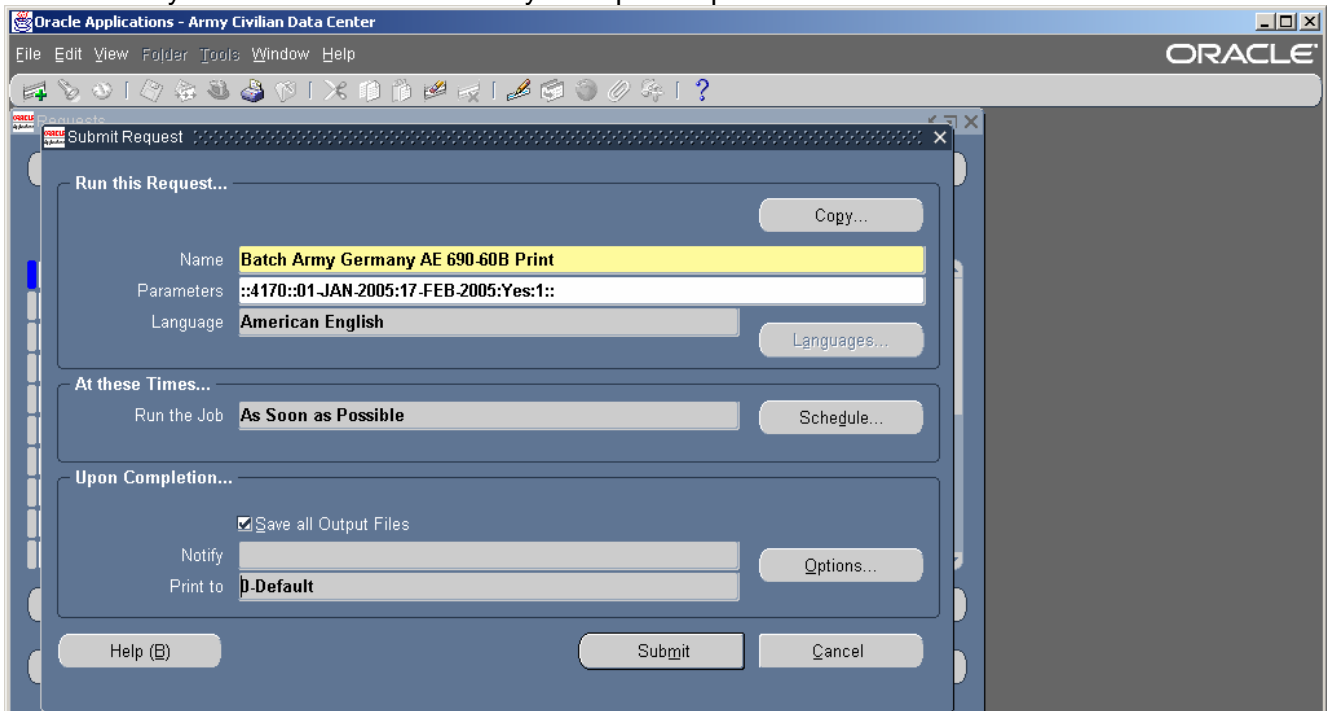 Oracle Applications - Army Civilian Data Center
File Edit View Folder Tools Window Help
ORACLE
Requests
Submit Request
Run this Request...
Copy...
Name Batch Army Germany AE 690-60B Print
Parameters ::4170::01-JAN-2005:17-FEB-2005:Yes:1::
Language American English
Languages...
At these Times...
Run the Job As Soon as Possible
Schedule...
Upon Completion...
Save all Output Files
Notify
Options...
Print to 0-Default
Help (B) Submit Cancel